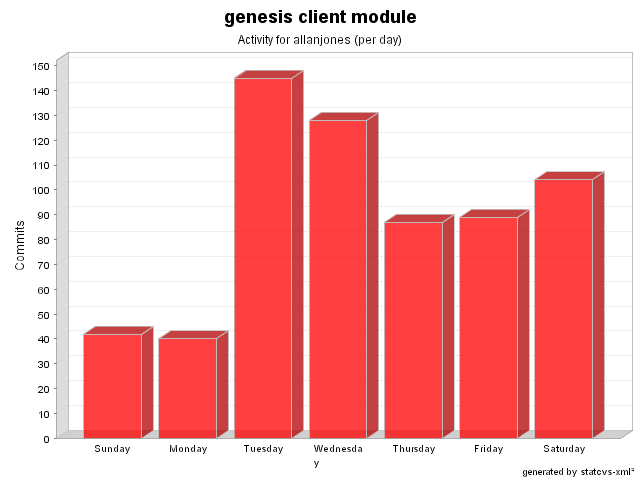 genesis client module
Activity for allanjones (per day)
Commits
150
140
130
120
110
100
90
80
70
60
50
40
30
20
10
0
Sunday Monday Tuesday Wednesda Thursday Friday Saturday
y
generated by statcvs-xml²